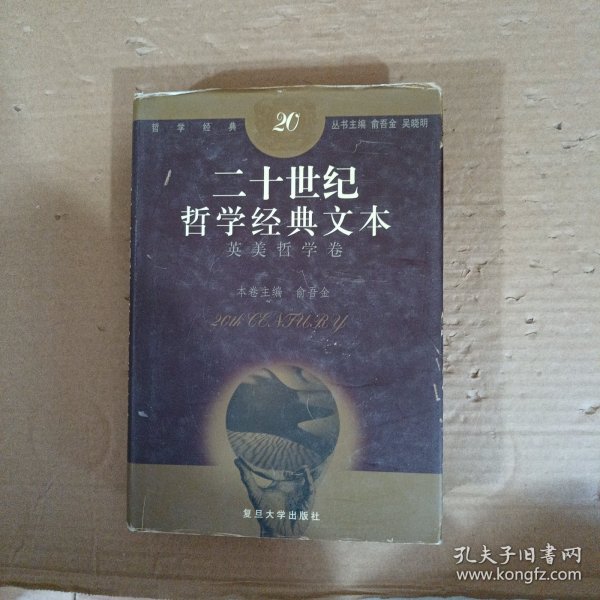 哲学经典 20 丛书主编 俞吾金 吴晓明
二十世纪
哲学经典文本
英美哲学卷
本卷主编 俞吾金
20th CENTURY
复旦大学出版社
孔夫子旧书网
www.kongfz.com